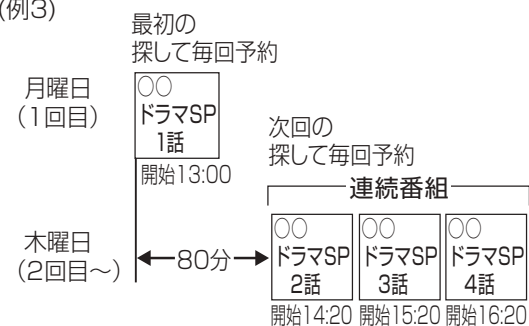 (例3)
最初の
探して毎回予約
月曜日
(1回目)
○○
ドラマSP
1話
開始13:00
次回の
探して毎回予約
連続番組
木曜日
(2回目〜)
80分
○○
ドラマSP
2話
○○
ドラマSP
3話
○○
ドラマSP
4話
開始14:20 開始15:20 開始16:20